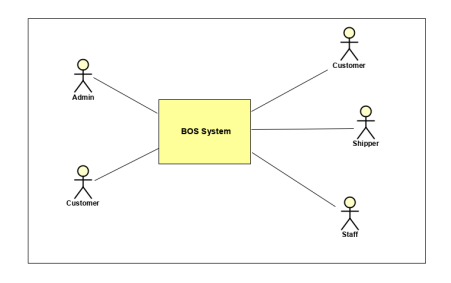 Customer
Admin
BOS System
Shipper
Customer
Staff